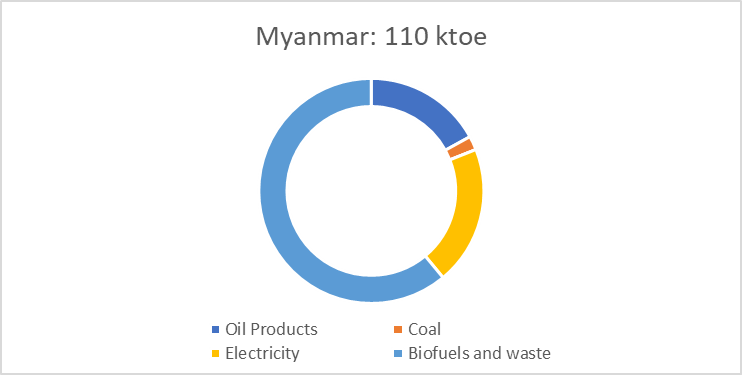 Myanmar: 110 ktoe
Oil Products
Coal
Electricity
Biofuels and waste